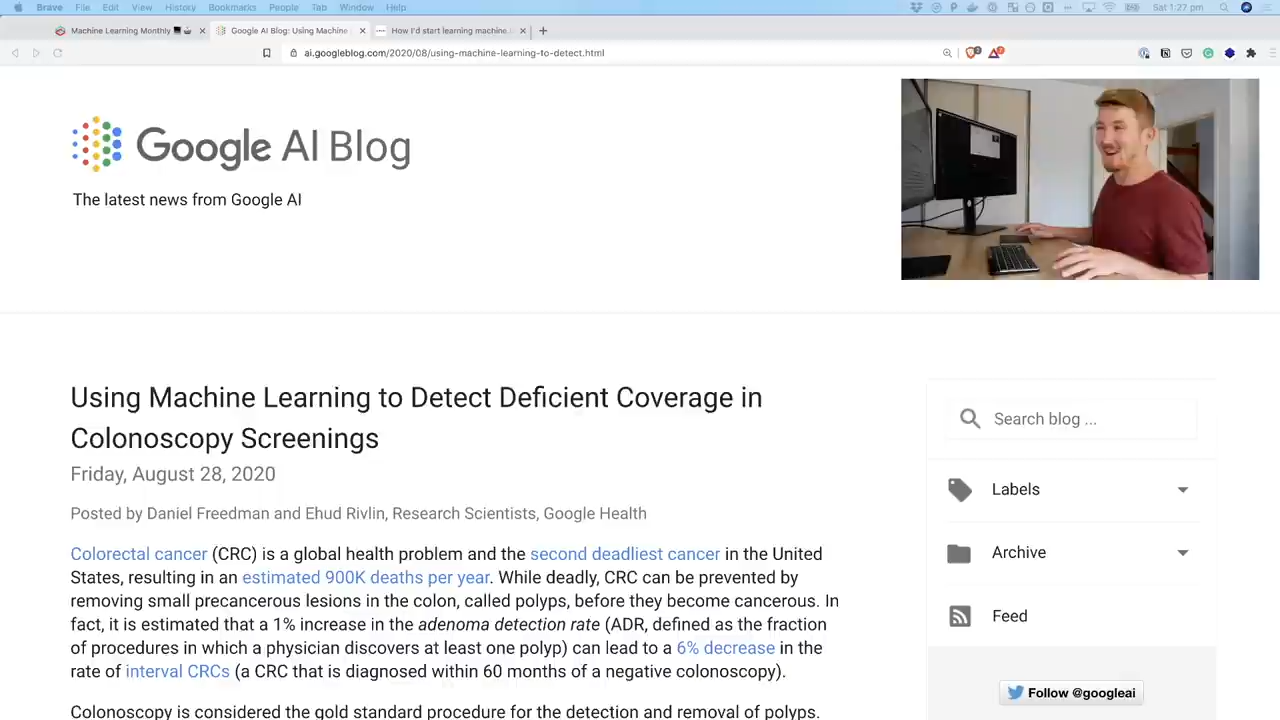 Brave File Edit View History Bookmarks People Tab Window Help Sat 1:27 pm
Machine Learning Monthly Google AI Blog: Using Machine How I'd start learning machine
ai.googleblog.com/2020/08/using-machine-learning-to-detect.html
Google AI Blog
The latest news from Google AI
Using Machine Learning to Detect Deficient Coverage in
Colonoscopy Screenings
Friday, August 28, 2020
Posted by Daniel Freedman and Ehud Rivlin, Research Scientists, Google Health
Colorectal cancer (CRC) is a global health problem and the second deadliest cancer in the United
States, resulting in an estimated 900K deaths per year. While deadly, CRC can be prevented by
removing small precancerous lesions in the colon, called polyps, before they become cancerous. In
fact, it is estimated that a 1% increase in the adenoma detection rate (ADR, defined as the fraction
of procedures in which a physician discovers at least one polyp) can lead to a 6% decrease in the
rate of interval CRCs (a CRC that is diagnosed within 60 months of a negative colonoscopy).
Colonoscopy is considered the gold standard procedure for the detection and removal of polyps.
Search blog ...
Labels
Archive
Feed
Follow @googleai